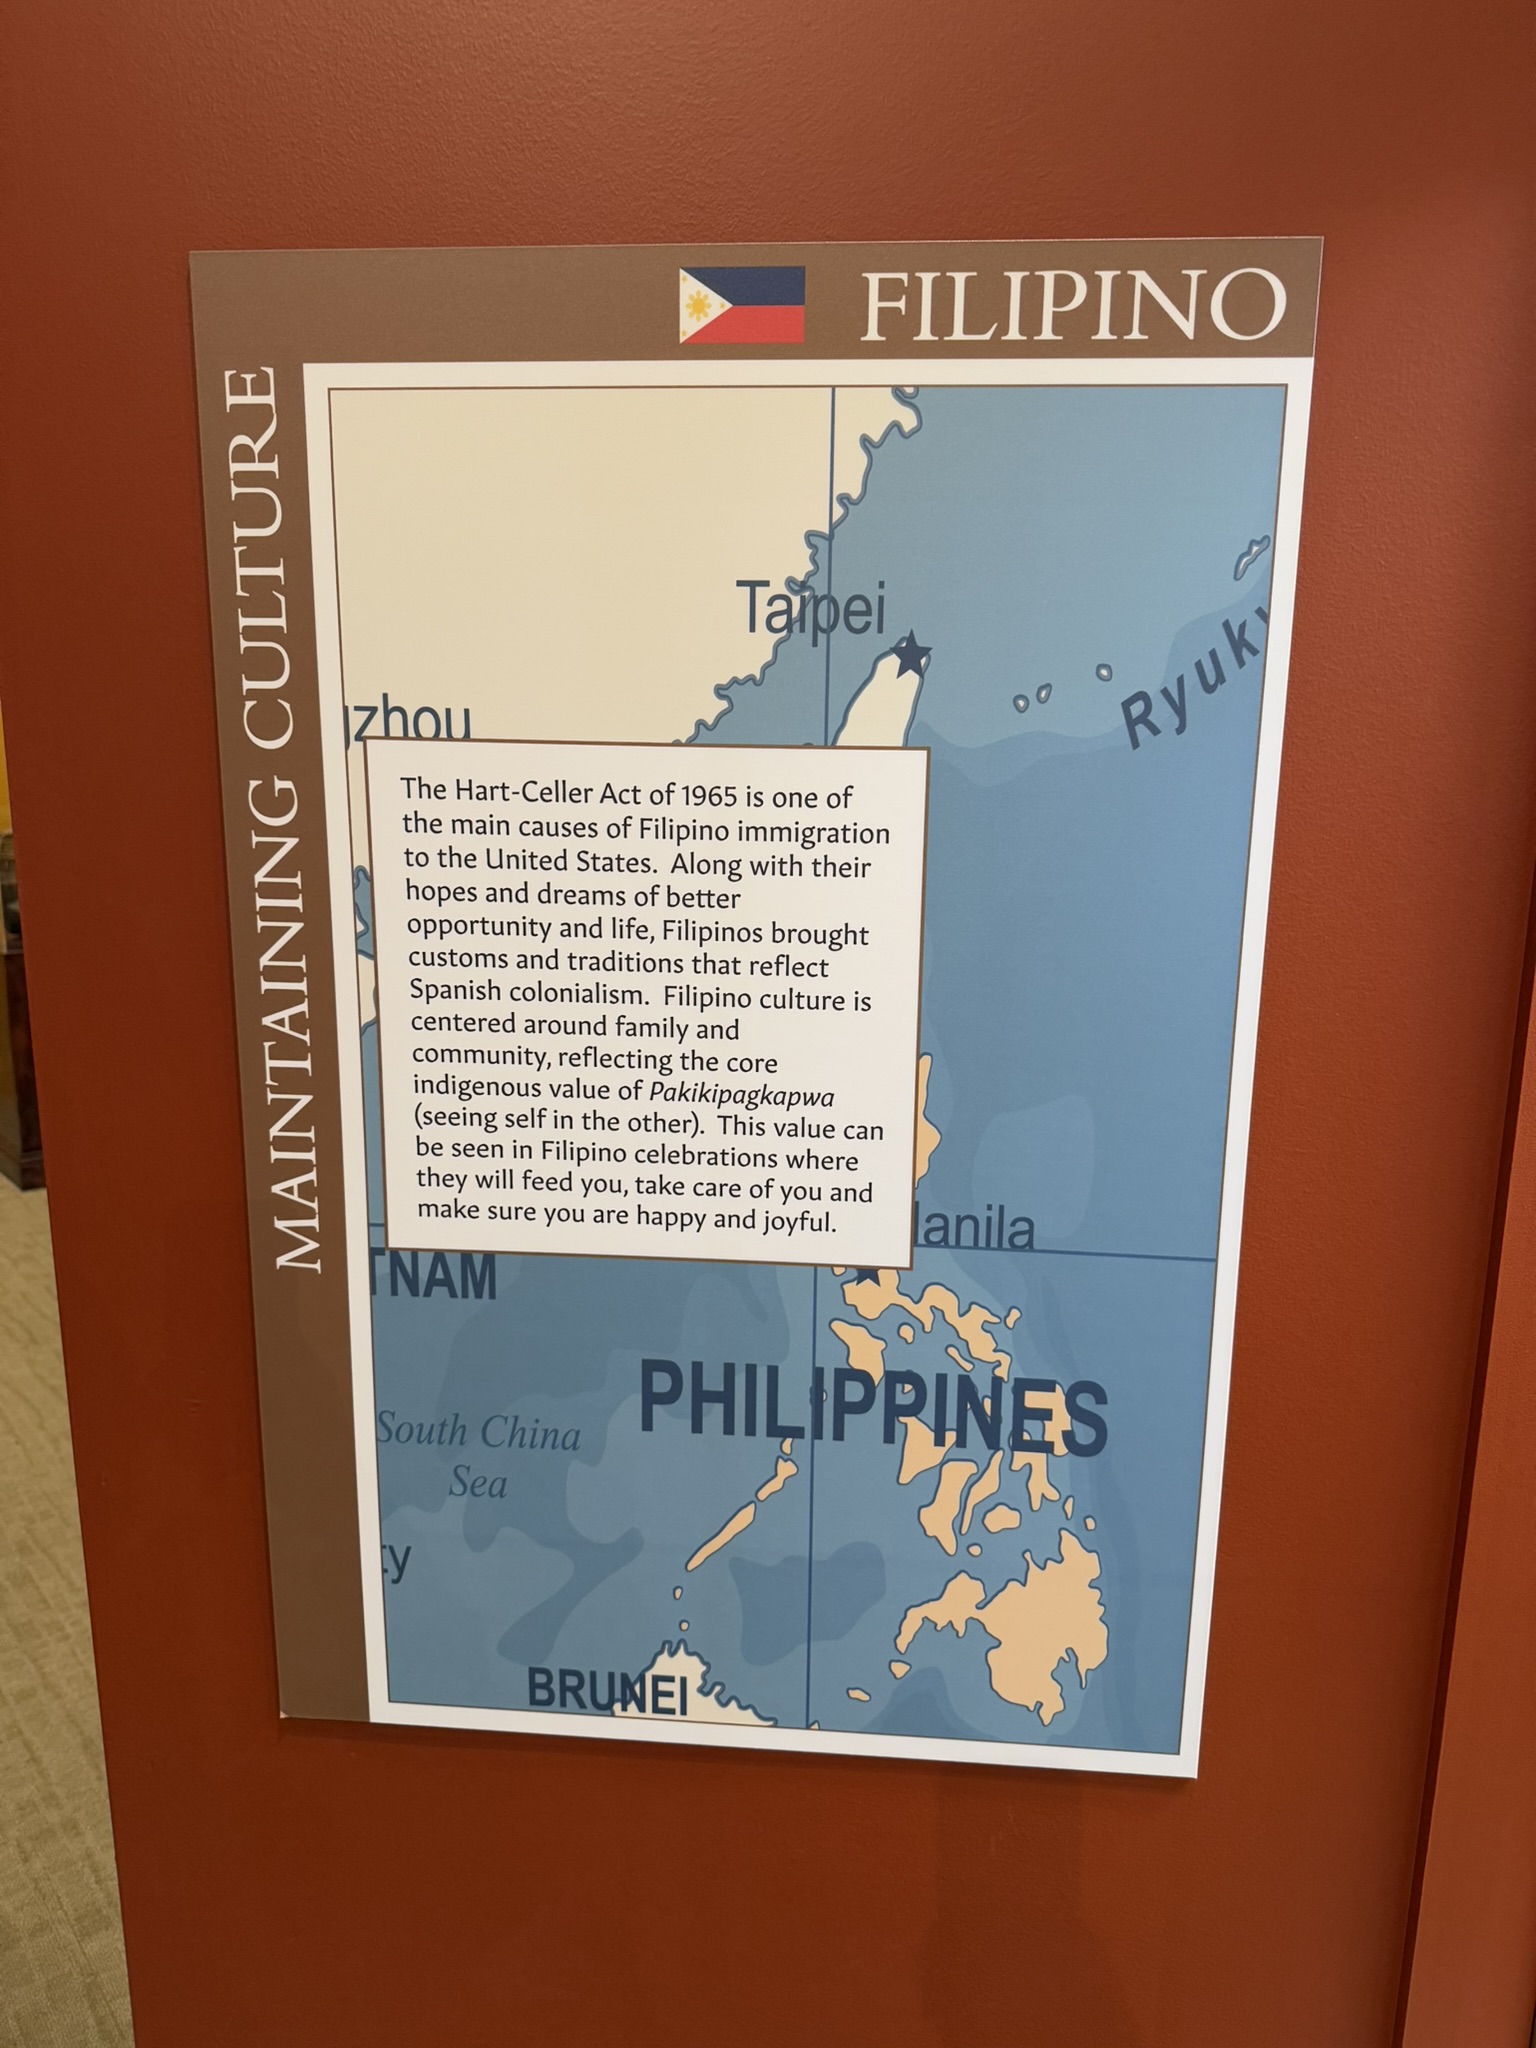 FILIPINO
MAINTAINING CULTURE
Taipei
Ryuk
gzhou
The Hart-Celler Act of 1965 is one of
the main causes of Filipino immigration
to the United States. Along with their
hopes and dreams of better
opportunity and life, Filipinos brought
customs and traditions that reflect
Spanish colonialism. Filipino culture is
centered around family and
community, reflecting the core
indigenous value of Pakikipagkapwa
(seeing self in the other). This value can
be seen in Filipino celebrations where
they will feed you, take care of you and
make sure you are happy and joyful.
anila
TNAM
PHILIPPINES
South China
Sea
ty
BRUNEI